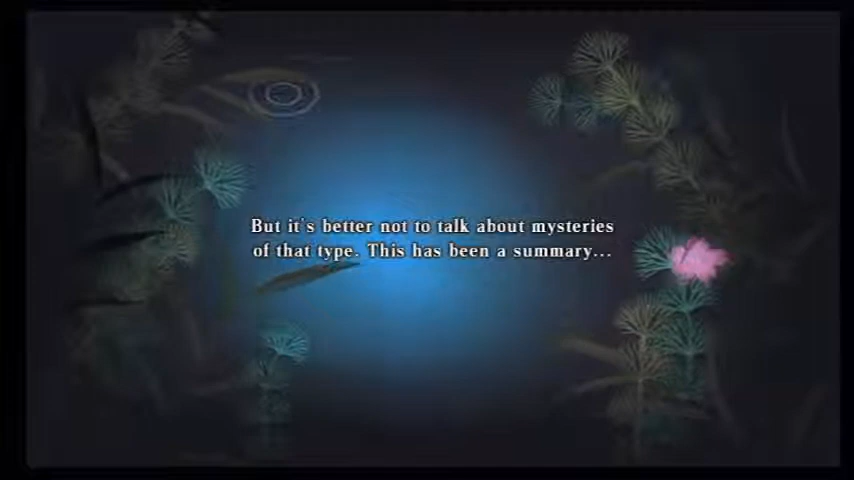 But it's better not to talk about mysteries
of that type. This has been a summary...